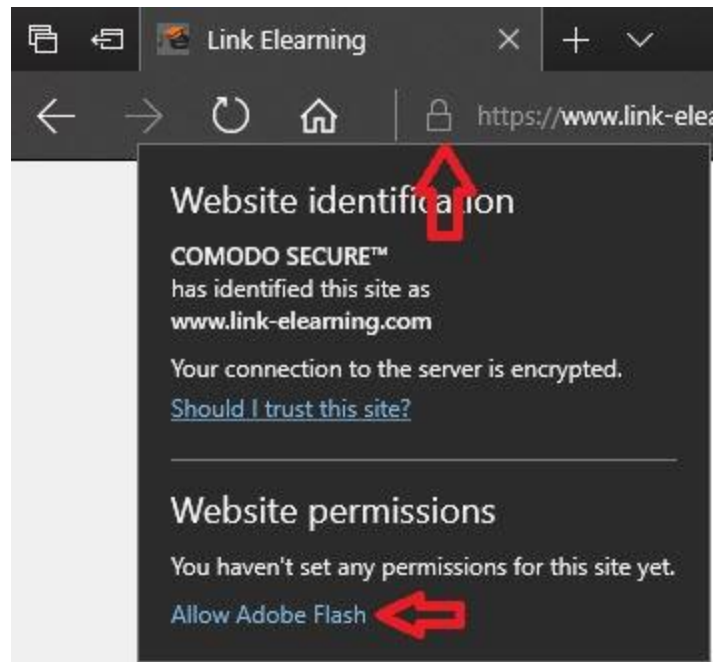 Link Elearning
https://www.link-elea
Website identification
COMODO SECURE™
has identified this site as
www.link-elearning.com
Your connection to the server is encrypted.
Should I trust this site?
Website permissions
You haven't set any permissions for this site yet.
Allow Adobe Flash